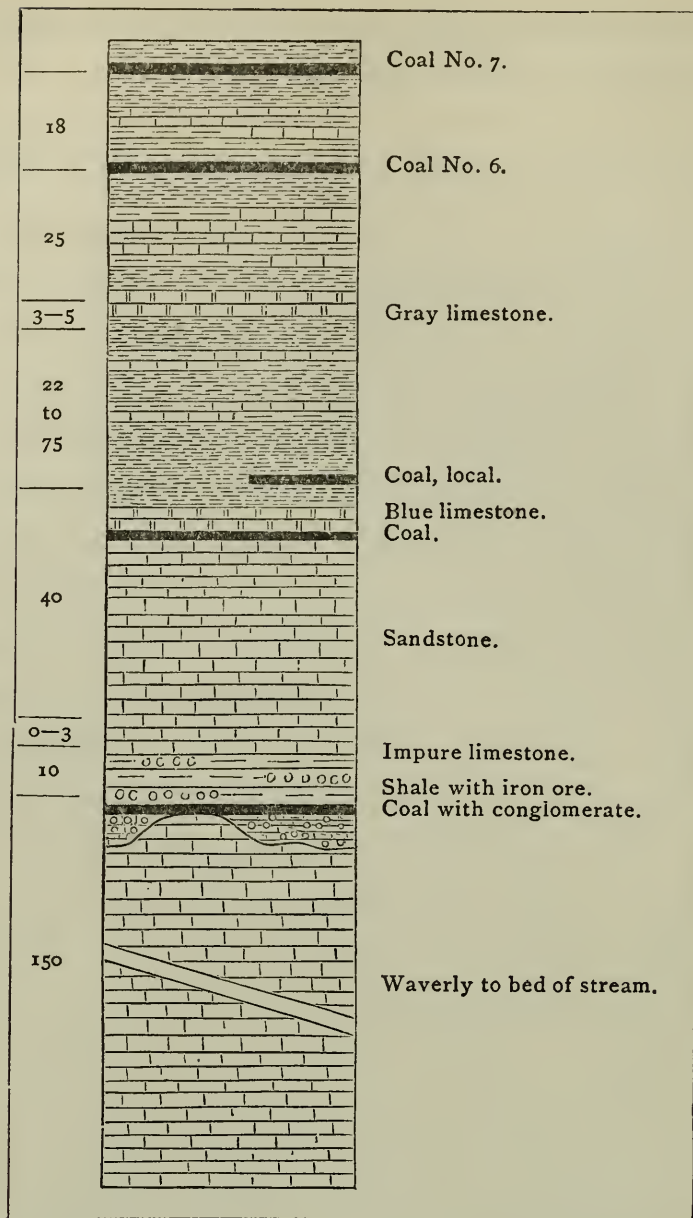 Coal No. 7.
18
Coal No. 6.
25
3—5
Gray limestone.
22
to
75
Coal, local.
Blue limestone.
Coal.
40
Sandstone.
0—3
Impure limestone.
10
Shale with iron ore.
Coal with conglomerate.
150
Waverly to bed of stream.